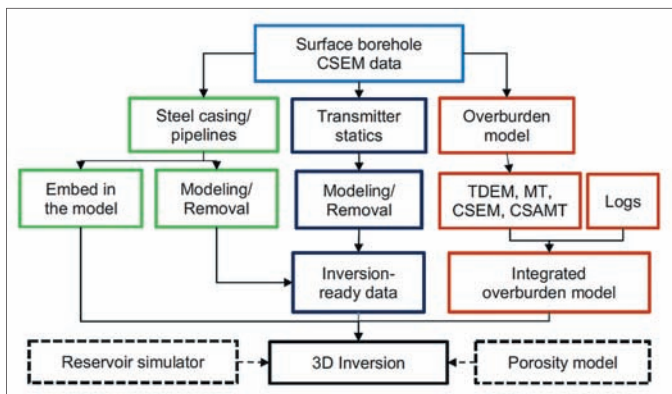 Surface borehole
CSEM data
Steel casing/
pipelines
Transmitter
statics
Overburden
model
Embed in
the model
Modeling/
Removal
Modeling/
Removal
TDEM, MT,
CSEM, CSAMT
Logs
Inversion-
ready data
Integrated
overburden model
Reservoir simulator
3D Inversion
Porosity model